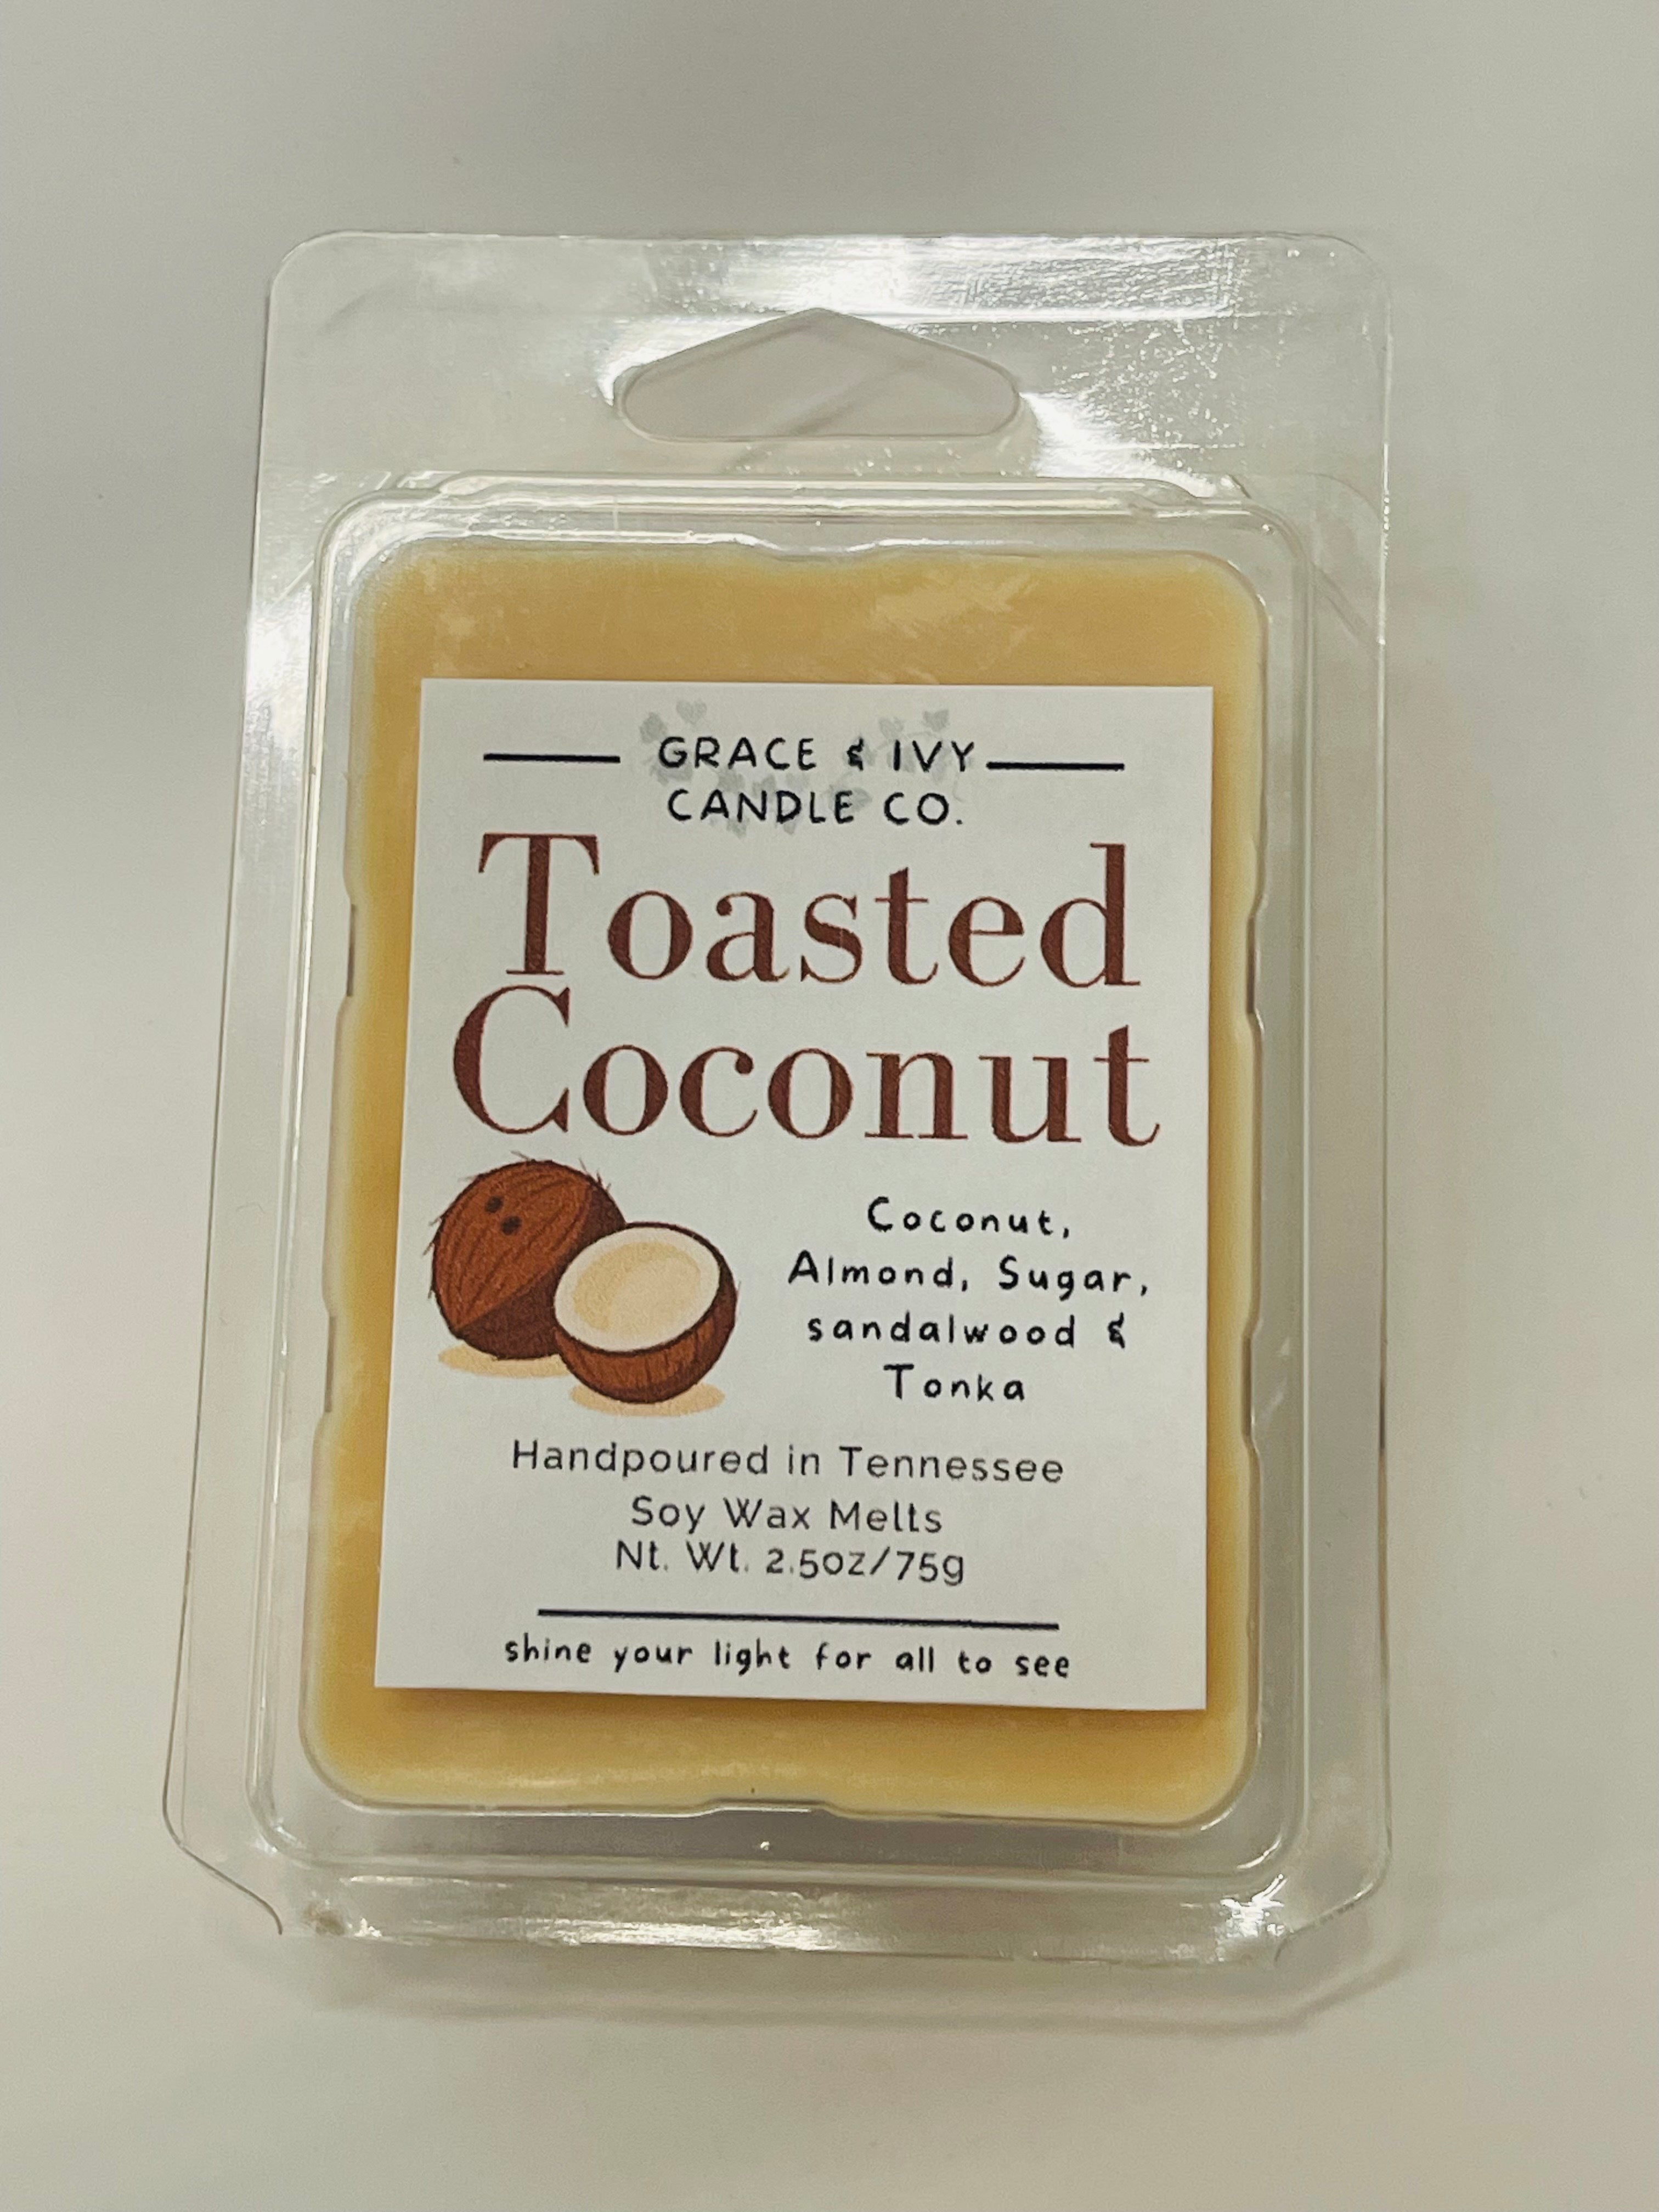 GRACE & IVY
CANDLE CO.
Toasted
Coconut
Coconut,
Almond, Sugar,
sandalwood &
Tonka
Handpoured in Tennessee
Soy Wax Melts
Nt. Wt. 2.5oz/75g
shine your light for all to see